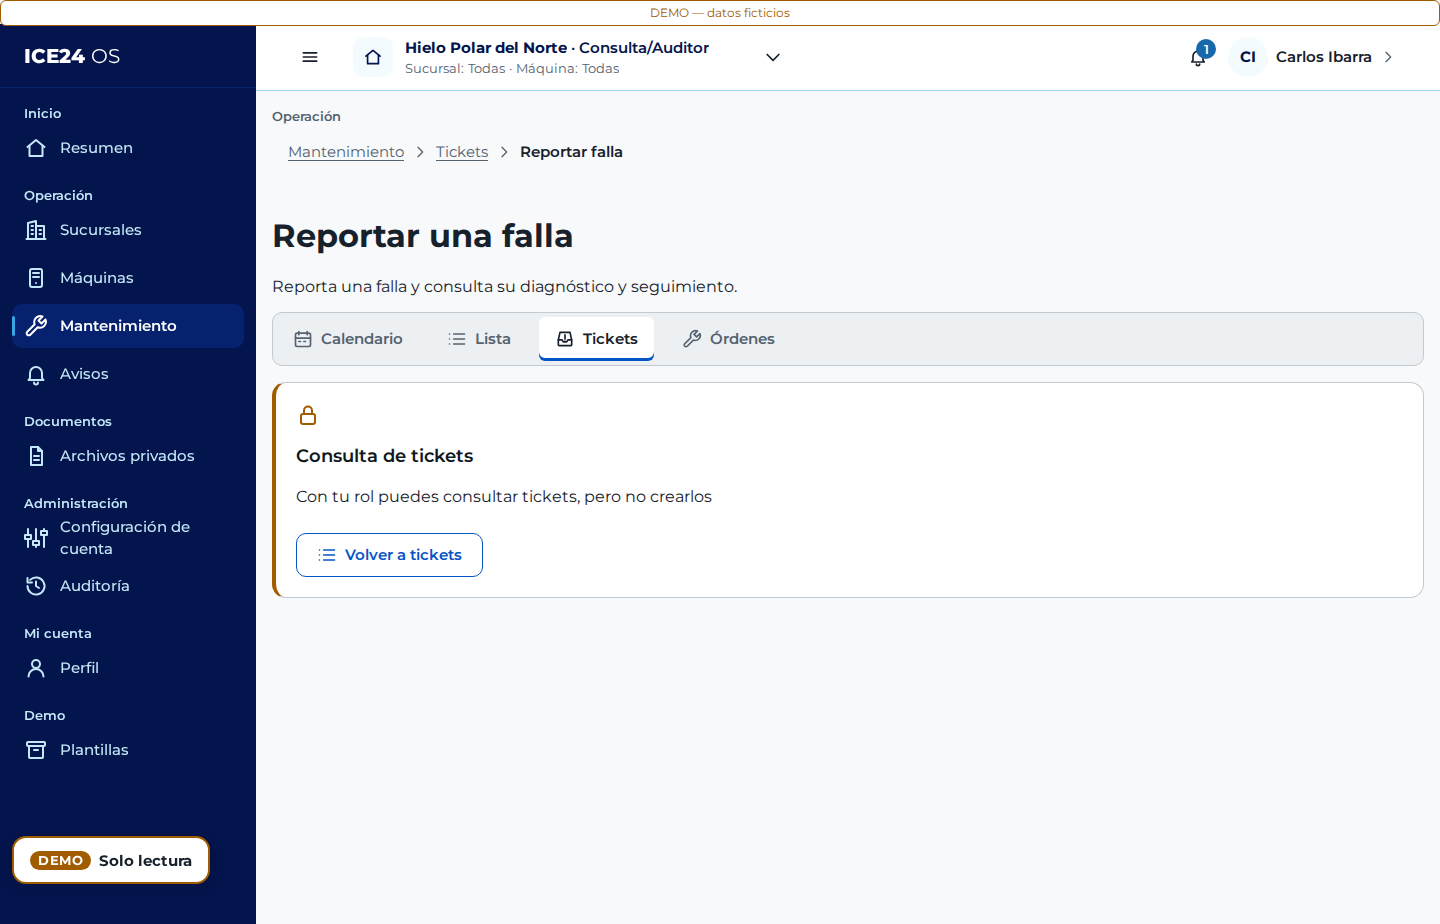 DEMO — datos ficticios
ICE24 OS
Inicio
Resumen
Operación
Sucursales
Máquinas
Mantenimiento
Avisos
Documentos
Archivos privados
Administración
Configuración de
cuenta
Auditoría
Mi cuenta
Perfil
Demo
Plantillas
DEMO Solo lectura
Hielo Polar del Norte · Consulta/Auditor
Sucursal: Todas · Máquina: Todas
1
CI Carlos Ibarra
Operación
Mantenimiento > Tickets > Reportar falla
Reportar una falla
Reporta una falla y consulta su diagnóstico y seguimiento.
Calendario Lista Tickets Órdenes
Consulta de tickets
Con tu rol puedes consultar tickets, pero no crearlos
Volver a tickets